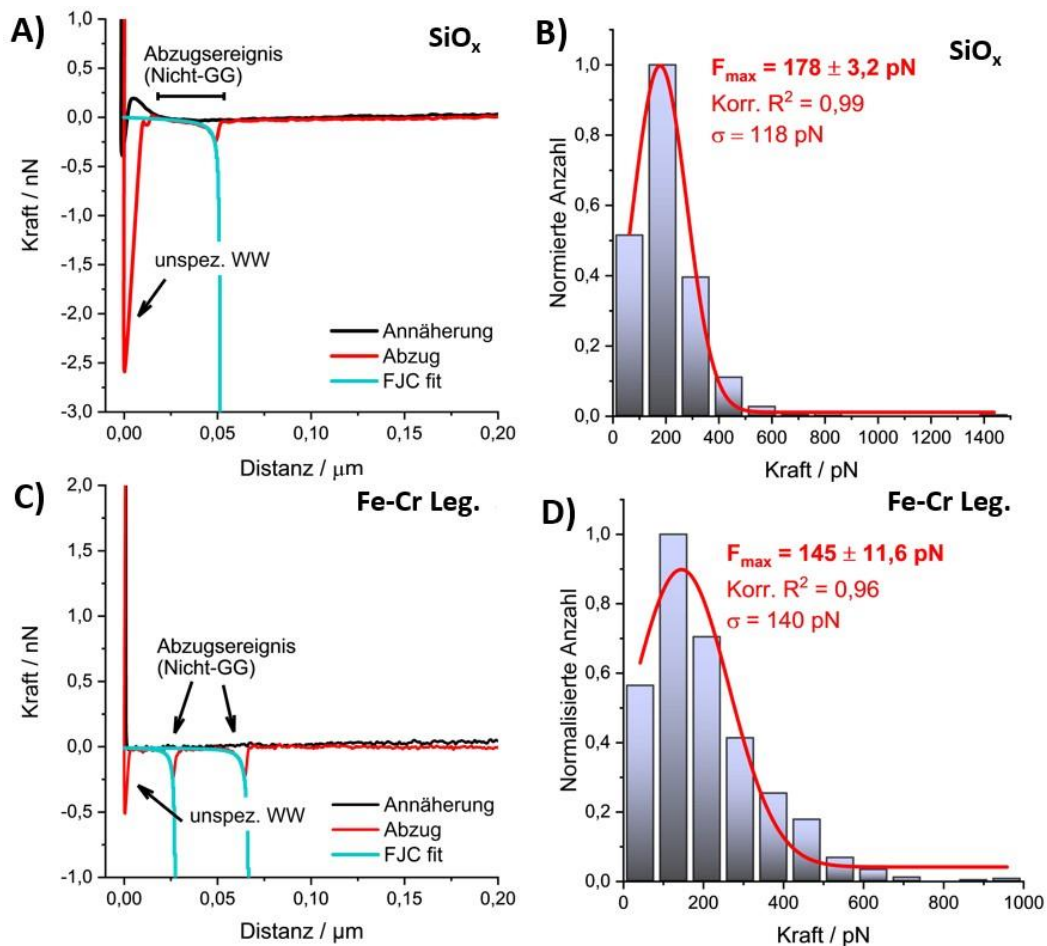 A)
SiOx
1,0
0,5
0,0
-0,5
-1,0
-1,5
-2,0
-2,5
-3,0
Kraft / nN
Abzugsereignis
(Nicht-GG)
unspez. WW
Annäherung
Abzug
FJC fit
0,00 0,05 0,10 0,15 0,20
Distanz / μm
B)
SiOx
Fmax = 178 ± 3,2 pN
Korr. R² = 0,99
σ = 118 pN
1,0
0,8
0,6
0,4
0,2
0,0
Normierte Anzahl
0 200 400 600 800 1000 1200 1400
Kraft / pN
C)
Fe-Cr Leg.
2,0
1,5
1,0
0,5
0,0
-0,5
-1,0
Kraft / nN
Abzugsereignis
(Nicht-GG)
unspez. WW
Annäherung
Abzug
FJC fit
0,00 0,05 0,10 0,15 0,20
Distanz / µm
D)
Fe-Cr Leg.
Fmax = 145 ± 11,6 pN
Korr. R² = 0,96
σ = 140 pN
1,0
0,8
0,6
0,4
0,2
0,0
Normalisierte Anzahl
0 200 400 600 800 1000
Kraft / pN